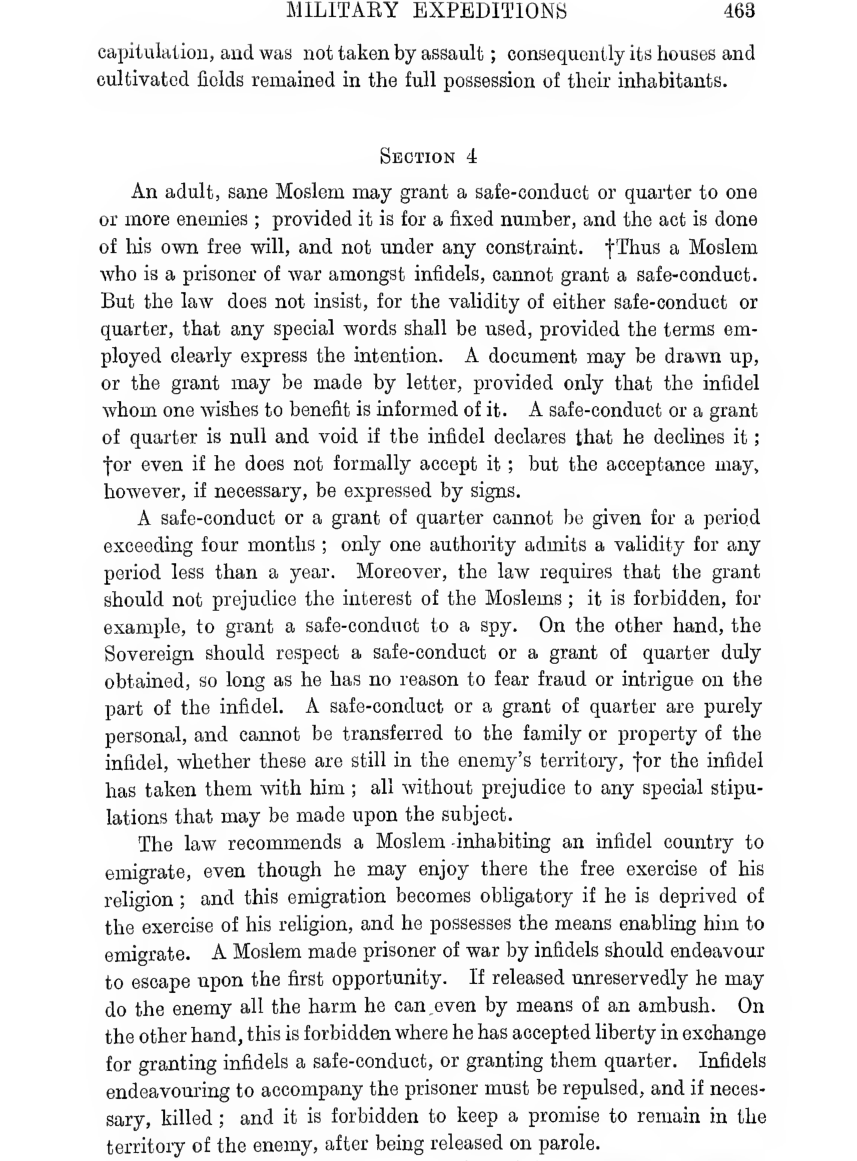 MILITARY EXPEDITIONS 463
capitulation, and was not taken by assault ; consequently its houses and
cultivated fields remained in the full possession of their inhabitants.
SECTION 4
An adult, sane Moslem may grant a safe-conduct or quarter to one
or more enemies ; provided it is for a fixed number, and the act is done
of his own free will, and not under any constraint. †Thus a Moslem
who is a prisoner of war amongst infidels, cannot grant a safe-conduct.
But the law does not insist, for the validity of either safe-conduct or
quarter, that any special words shall be used, provided the terms em-
ployed clearly express the intention. A document may be drawn up,
or the grant may be made by letter, provided only that the infidel
whom one wishes to benefit is informed of it. A safe-conduct or a grant
of quarter is null and void if the infidel declares that he declines it ;
†or even if he does not formally accept it ; but the acceptance may,
however, if necessary, be expressed by signs.
A safe-conduct or a grant of quarter cannot be given for a period
exceeding four months ; only one authority admits a validity for any
period less than a year. Moreover, the law requires that the grant
should not prejudice the interest of the Moslems ; it is forbidden, for
example, to grant a safe-conduct to a spy. On the other hand, the
Sovereign should respect a safe-conduct or a grant of quarter duly
obtained, so long as he has no reason to fear fraud or intrigue on the
part of the infidel. A safe-conduct or a grant of quarter are purely
personal, and cannot be transferred to the family or property of the
infidel, whether these are still in the enemy's territory, †or the infidel
has taken them with him ; all without prejudice to any special stipu-
lations that may be made upon the subject.
The law recommends a Moslem inhabiting an infidel country to
emigrate, even though he may enjoy there the free exercise of his
religion ; and this emigration becomes obligatory if he is deprived of
the exercise of his religion, and he possesses the means enabling him to
emigrate. A Moslem made prisoner of war by infidels should endeavour
to escape upon the first opportunity. If released unreservedly he may
do the enemy all the harm he can even by means of an ambush. On
the other hand, this is forbidden where he has accepted liberty in exchange
for granting infidels a safe-conduct, or granting them quarter. Infidels
endeavouring to accompany the prisoner must be repulsed, and if neces-
sary, killed ; and it is forbidden to keep a promise to remain in the
territory of the enemy, after being released on parole.